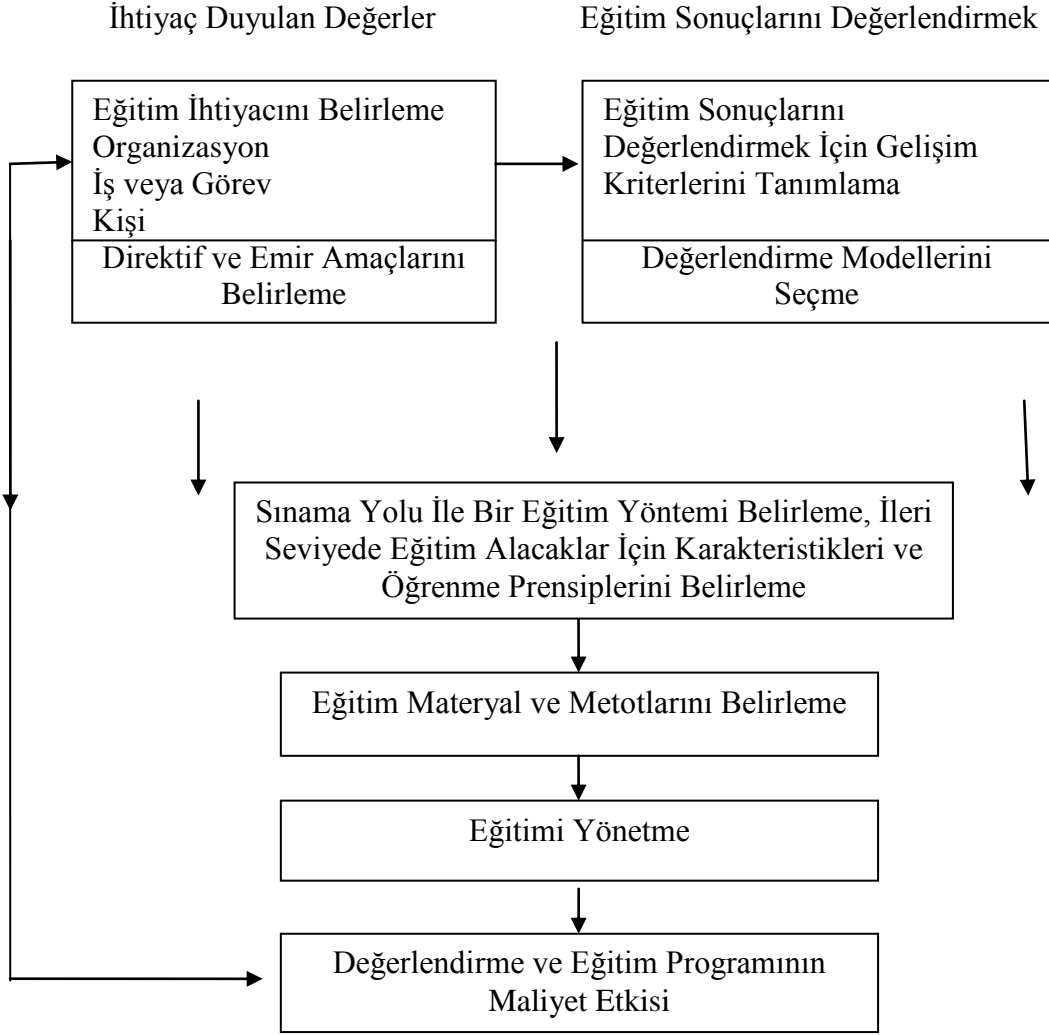 İhtiyaç Duyulan Değerler
Eğitim Sonuçlarını Değerlendirmek
Eğitim İhtiyacını Belirleme
Organizasyon
İş veya Görev
Kişi
Direktif ve Emir Amaçlarını
Belirleme
Eğitim Sonuçlarını
Değerlendirmek İçin Gelişim
Kriterlerini Tanımlama
Değerlendirme Modellerini
Seçme
Sınama Yolu İle Bir Eğitim Yöntemi Belirleme, İleri
Seviyede Eğitim Alacaklar İçin Karakteristikleri ve
Öğrenme Prensiplerini Belirleme
Eğitim Materyal ve Metotlarını Belirleme
Eğitimi Yönetme
Değerlendirme ve Eğitim Programının
Maliyet Etkisi